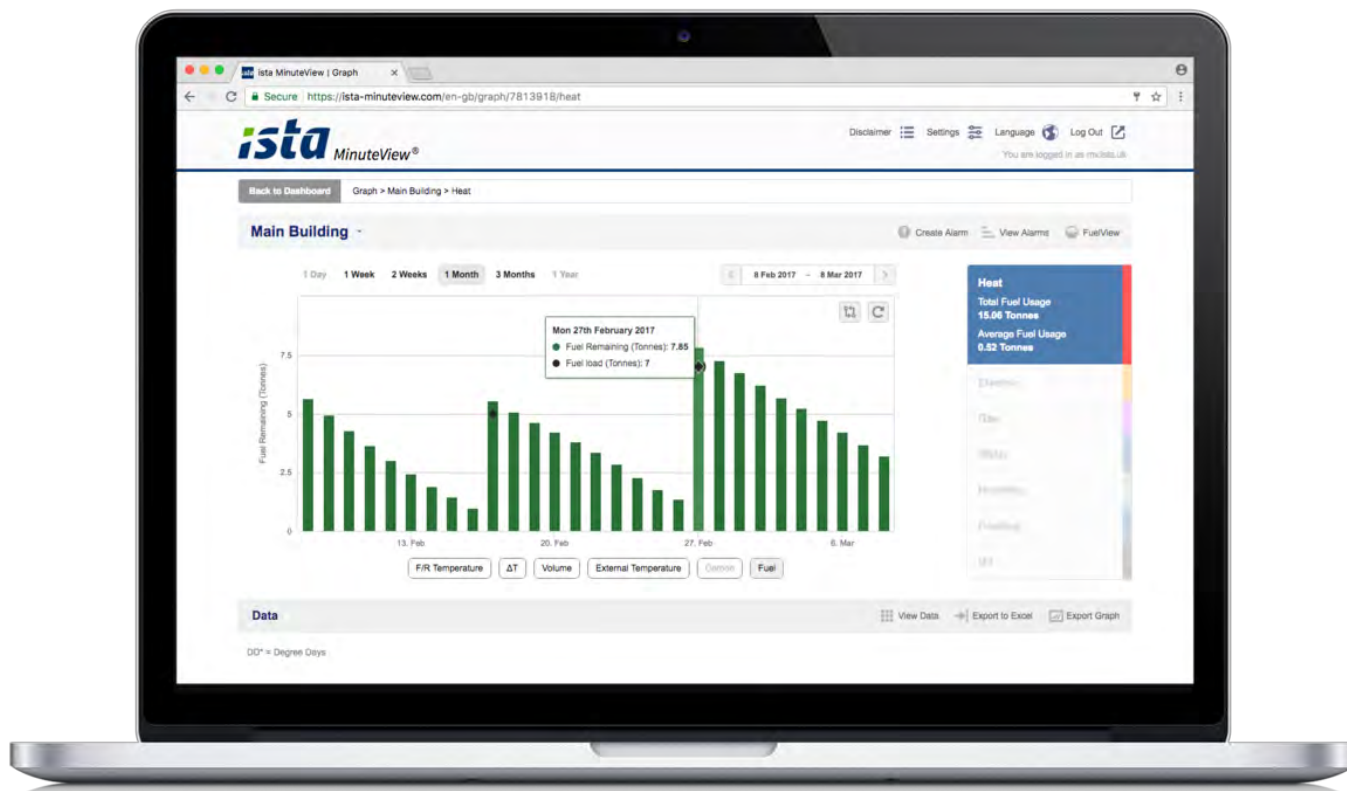 ista MinuteView | Graph
Secure https://ista-minuteview.com/en-gb/graph/7813918/heat
ista MinuteView®
Disclaimer Settings Language Log Out
You are logged in as
Back to Dashboard Graph > Main Building > Heat
Main Building
Create Alarm View Alarms FuelView
1 Day 1 Week 2 Weeks 1 Month 3 Months 1 Year
8 Feb 2017 - 8 Mar 2017
Heat
Total Fuel Usage
15.06 Tonnes
Average Fuel Usage
0.52 Tonnes
Mon 27th February 2017
Fuel Remaining (Tonnes): 7.85
Fuel load (Tonnes): 7
Fuel Remaining (Tonnes)
7.5
5
2.5
0
13. Feb 20. Feb 27. Feb 6. Mar
F/R Temperature ΔT Volume External Temperature Fuel
Data
View Data Export to Excel Export Graph
DD* = Degree Days